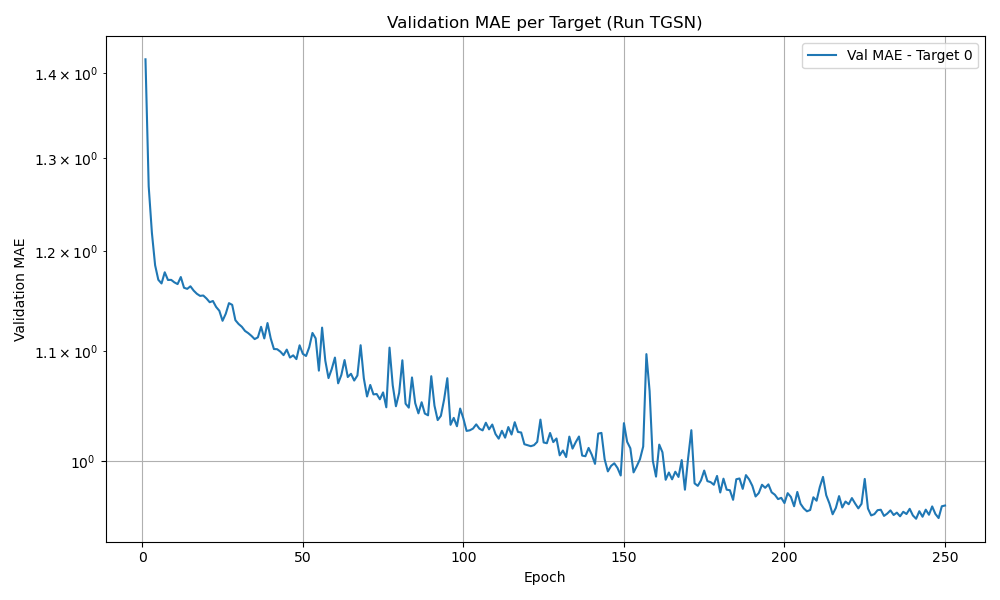 Validation MAE per Target (Run TGSN)
Val MAE - Target 0
1.4 × 10⁰
1.3 × 10⁰
1.2 × 10⁰
1.1 × 10⁰
10⁰
Validation MAE
0 50 100 150 200 250
Epoch